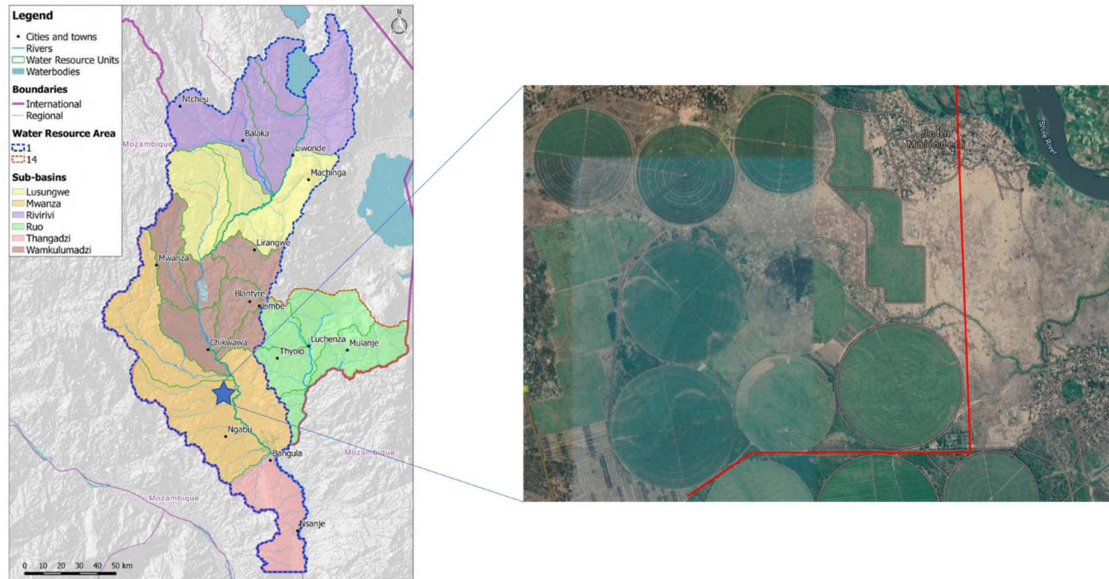 Legend
Cities and towns
Rivers
Water Resource Units
Waterbodies
Boundaries
International
Regional
Water Resource Area
1
14
Sub-basins
Lusungwe
Mwanza
Rivirivi
Ruo
Thangadzi
Wamkulumadzi
N
Ntcheu
Mozambique
Balaka
Liwonde
Machinga
Lirangwe
Mwanza
Blantyre
Limbe
Chikwawa
Luchenza
Thyolo
Mulanje
Ngabu
Bangula
Mozambique
Mozambique
Nsanje
0 10 20 30 40 50 km
John
Shire River